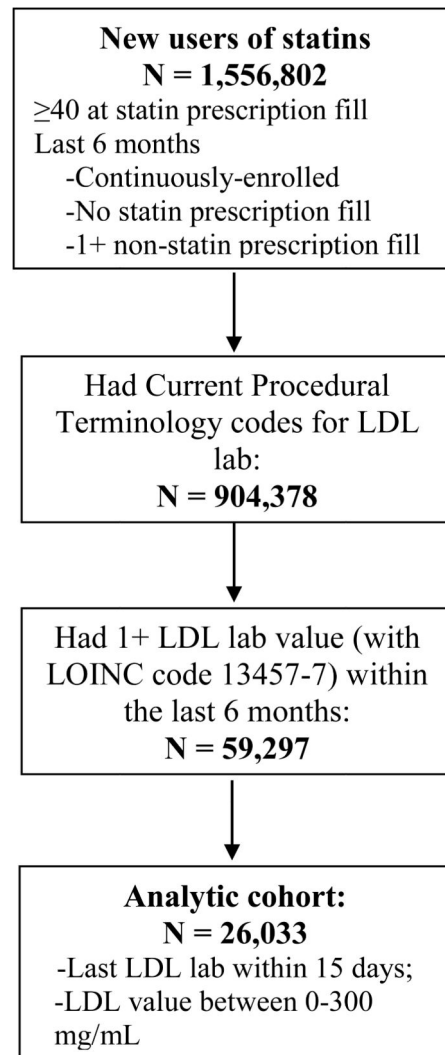 New users of statins
N = 1,556,802
≥40 at statin prescription fill
Last 6 months
-Continuously-enrolled
-No statin prescription fill
-1+ non-statin prescription fill
Had Current Procedural
Terminology codes for LDL
lab:
N = 904,378
Had 1+ LDL lab value (with
LOINC code 13457-7) within
the last 6 months:
N = 59,297
Analytic cohort:
N = 26,033
-Last LDL lab within 15 days;
-LDL value between 0-300
mg/mL